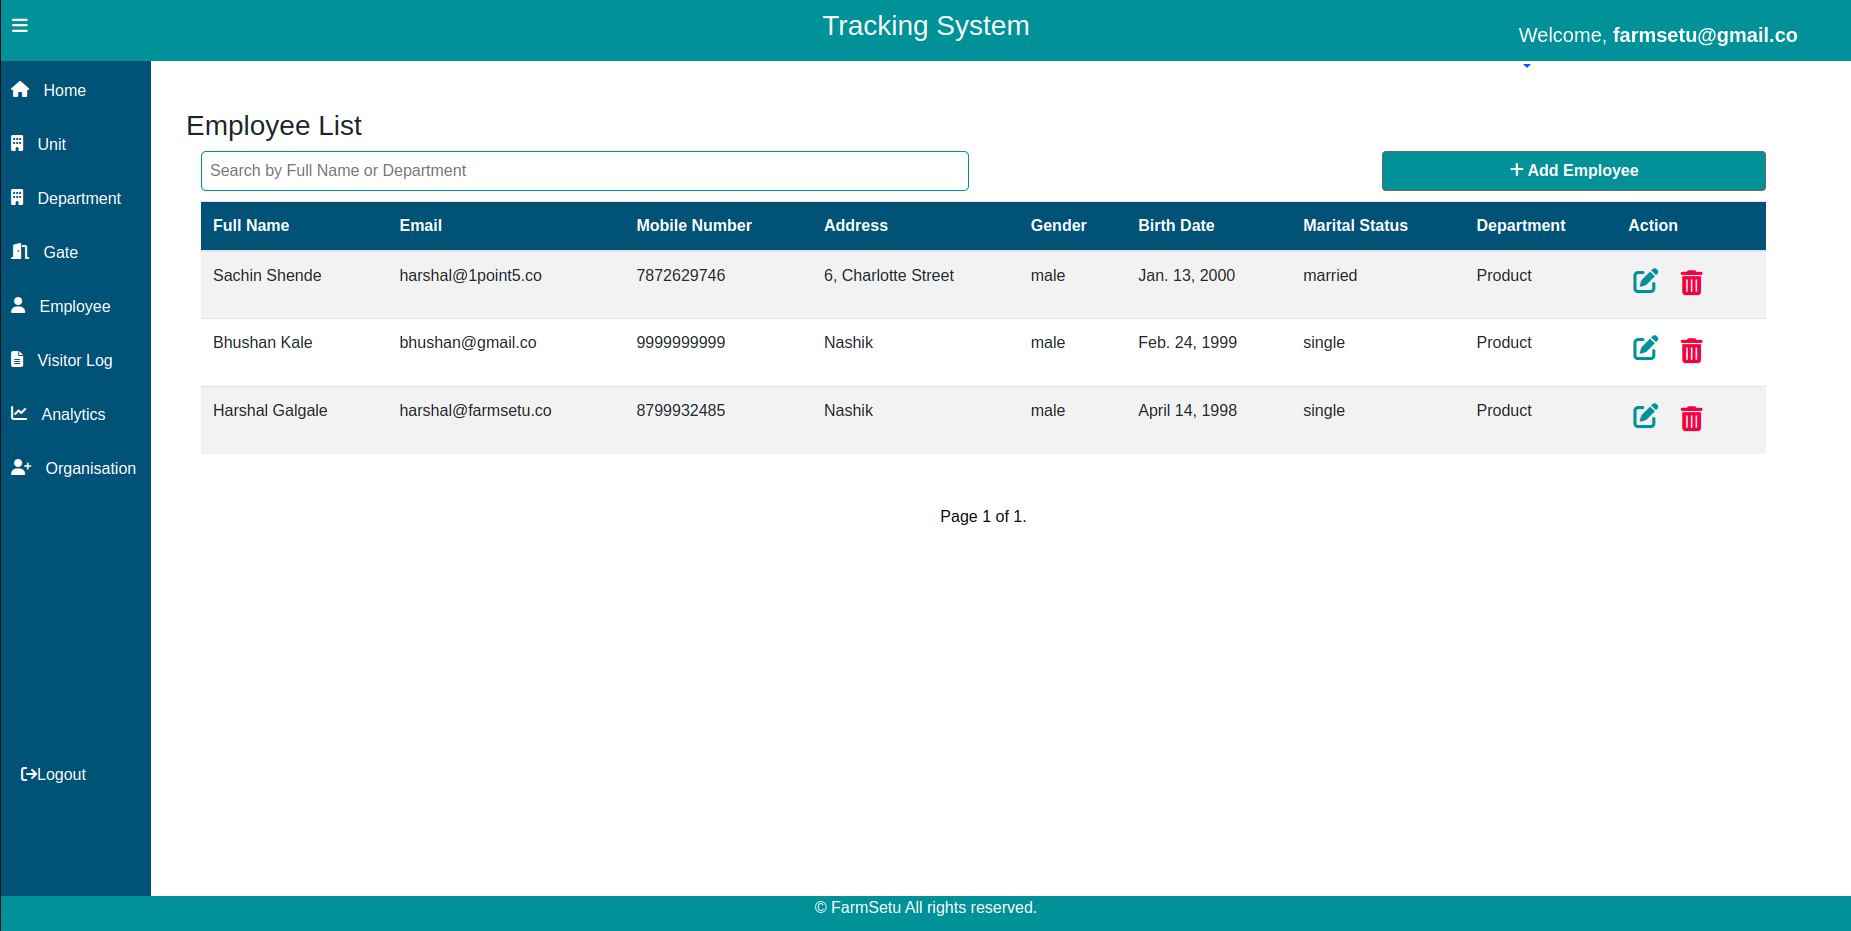 Tracking System
Welcome, farmsetu@gmail.co
Home
Unit
Department
Gate
Employee
Visitor Log
Analytics
Organisation
Logout
Employee List
Search by Full Name or Department
+ Add Employee
Full Name Email Mobile Number Address Gender Birth Date Marital Status Department Action
Sachin Shende harshal@1point5.co 7872629746 6, Charlotte Street male Jan. 13, 2000 married Product
Bhushan Kale bhushan@gmail.co 9999999999 Nashik male Feb. 24, 1999 single Product
Harshal Galgale harshal@farmsetu.co 8799932485 Nashik male April 14, 1998 single Product
Page 1 of 1.
© FarmSetu All rights reserved.